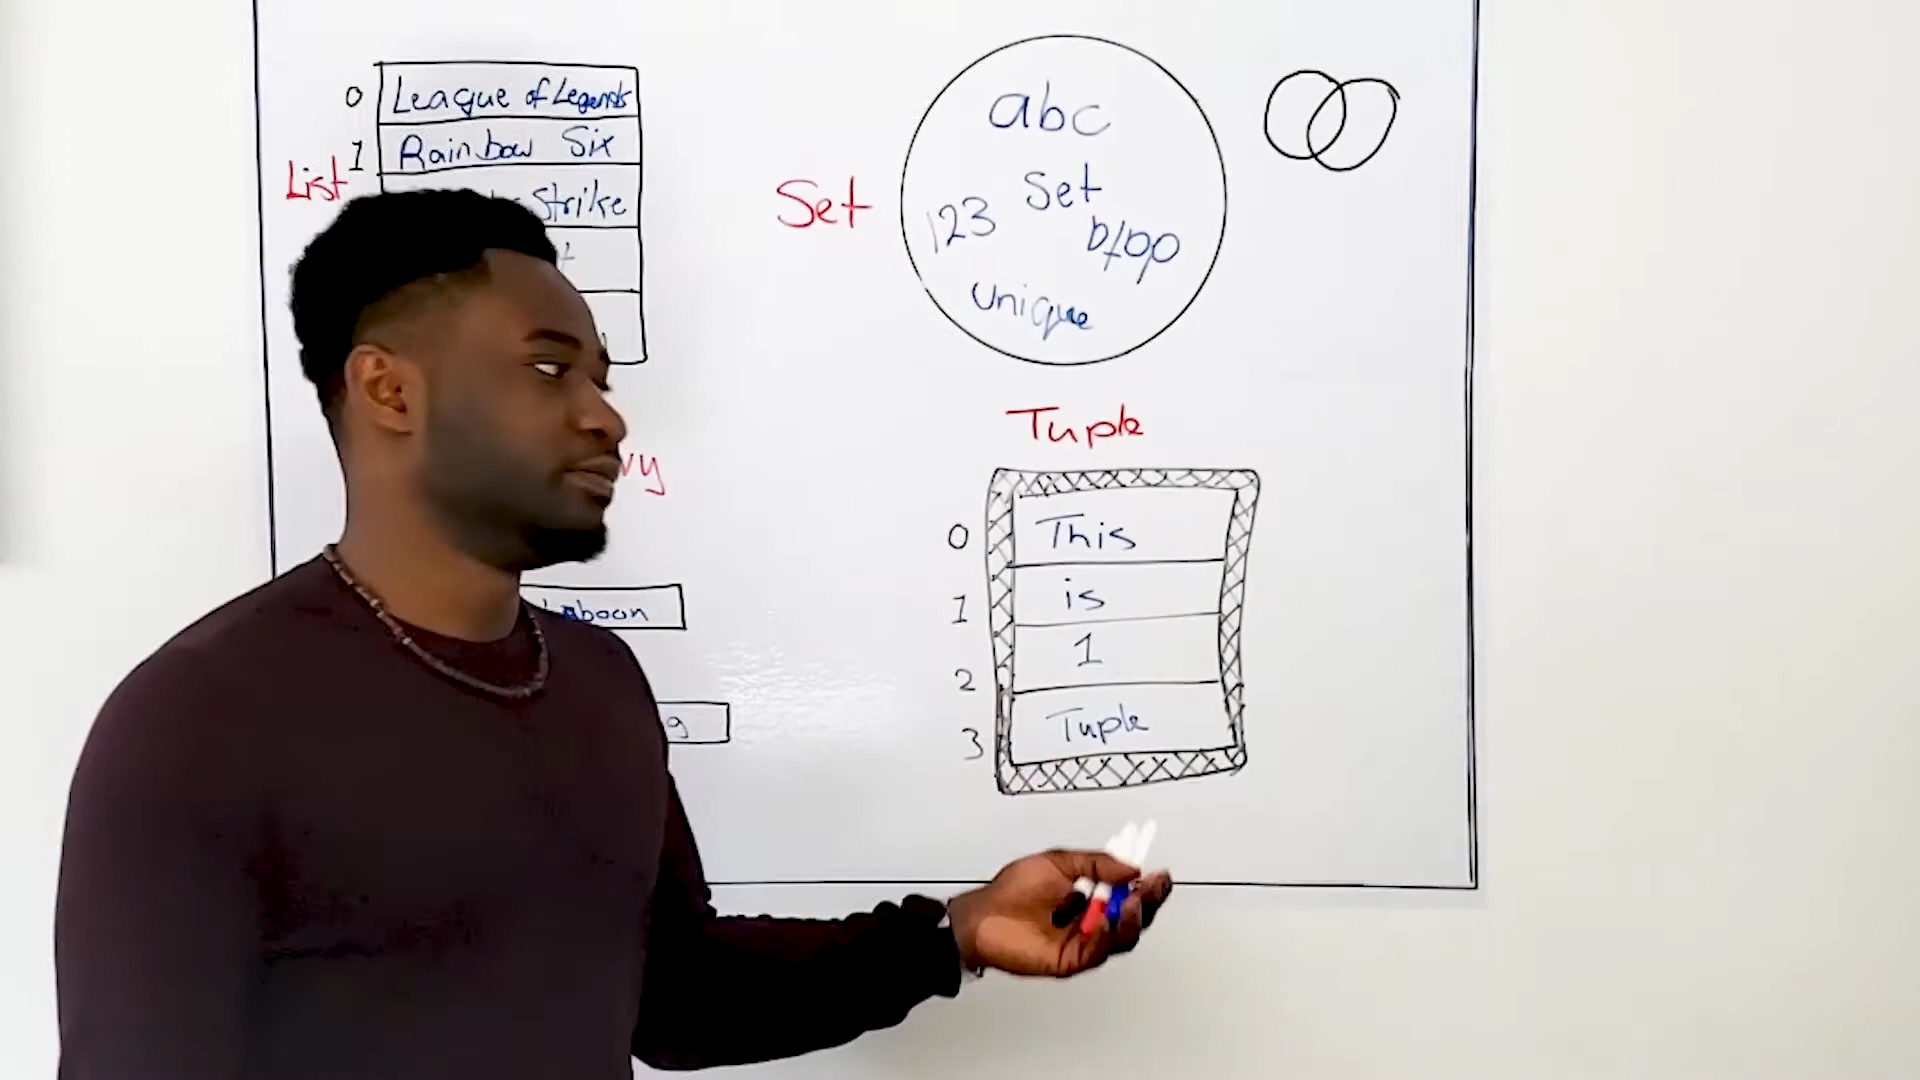 0 League of Legends
1 Rainbow Six
List
Strike
Set
abc
Set
123
unique
Tuple
0 This
1 is
2 1
3 Tuple